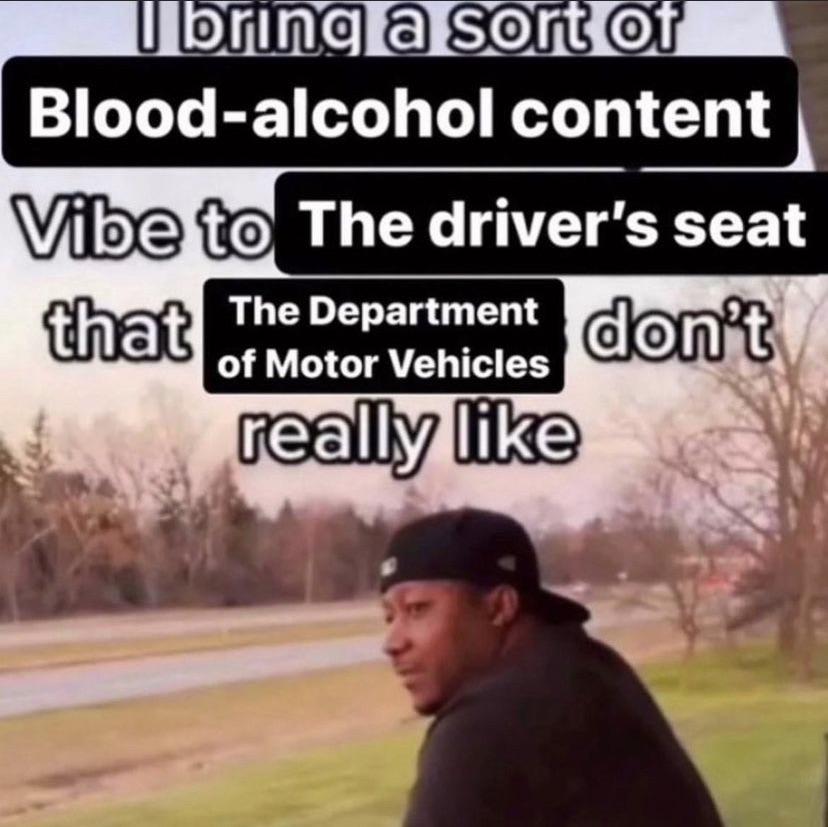 I bring a sort of
Blood-alcohol content
Vibe to The driver's seat
that The Department of Motor Vehicles don't
really like